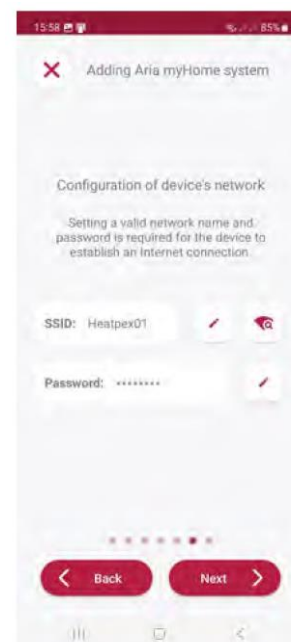 15:58 85%
Adding Aria myHome system
Configuration of device's network
Setting a valid network name and
password is required for the device to
establish an Internet connection
SSID: Heatpex01
Password: ••••••••
Back Next